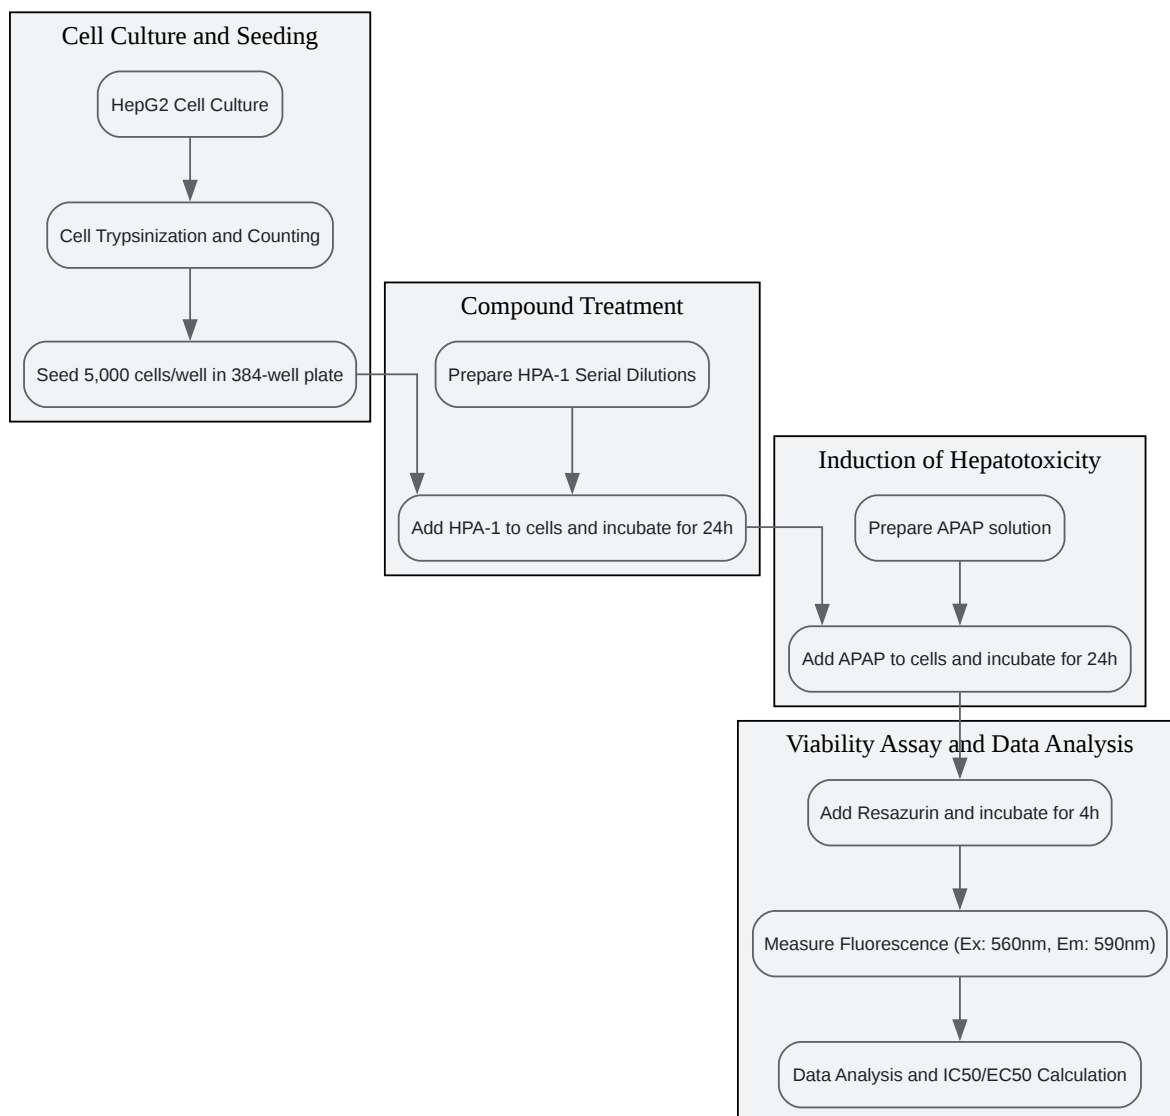 Cell Culture and Seeding
HepG2 Cell Culture
Cell Trypsinization and Counting
Seed 5,000 cells/well in 384-well plate
Compound Treatment
Prepare HPA-1 Serial Dilutions
Add HPA-1 to cells and incubate for 24h
Induction of Hepatotoxicity
Prepare APAP solution
Add APAP to cells and incubate for 24h
Viability Assay and Data Analysis
Add Resazurin and incubate for 4h
Measure Fluorescence (Ex: 560nm, Em: 590nm)
Data Analysis and IC50/EC50 Calculation